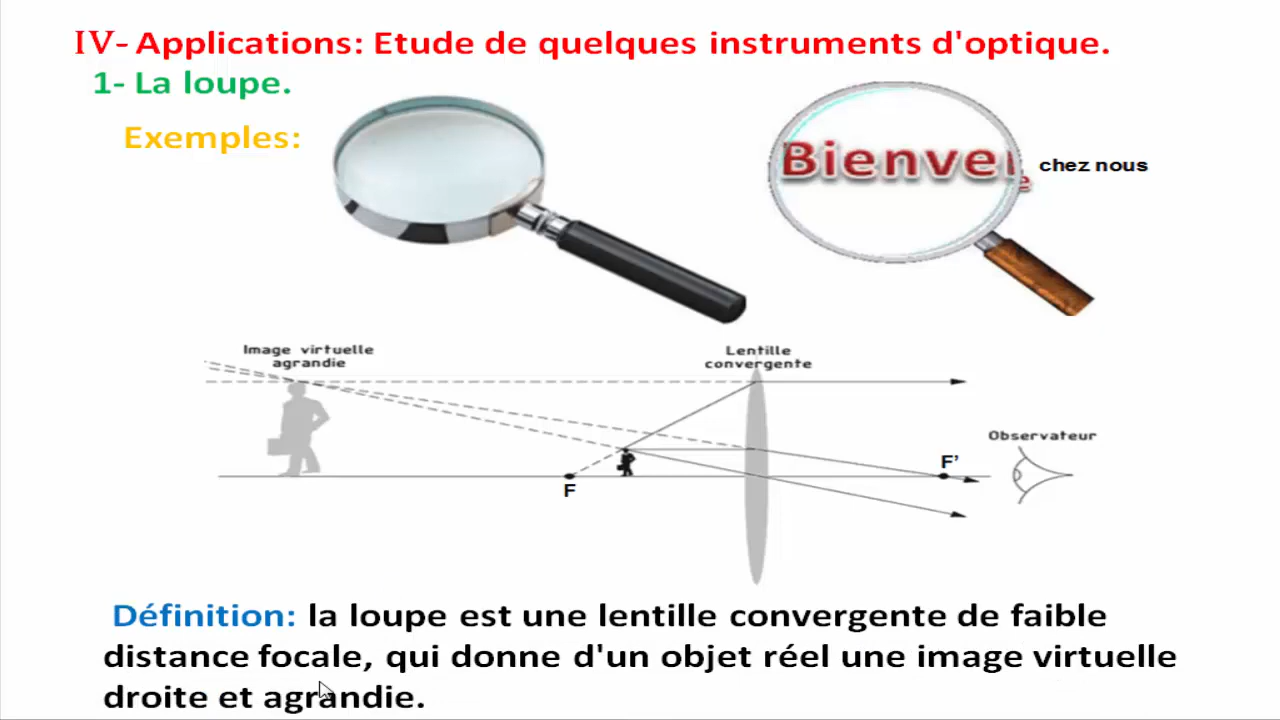 IV- Applications: Etude de quelques instruments d'optique.
1- La loupe.
Exemples:
Bienve
chez nous
Image virtuelle
agrandie
Lentille
convergente
Observateur
F'
F
Définition: la loupe est une lentille convergente de faible
distance focale, qui donne d'un objet réel une image virtuelle
droite et agrandie.